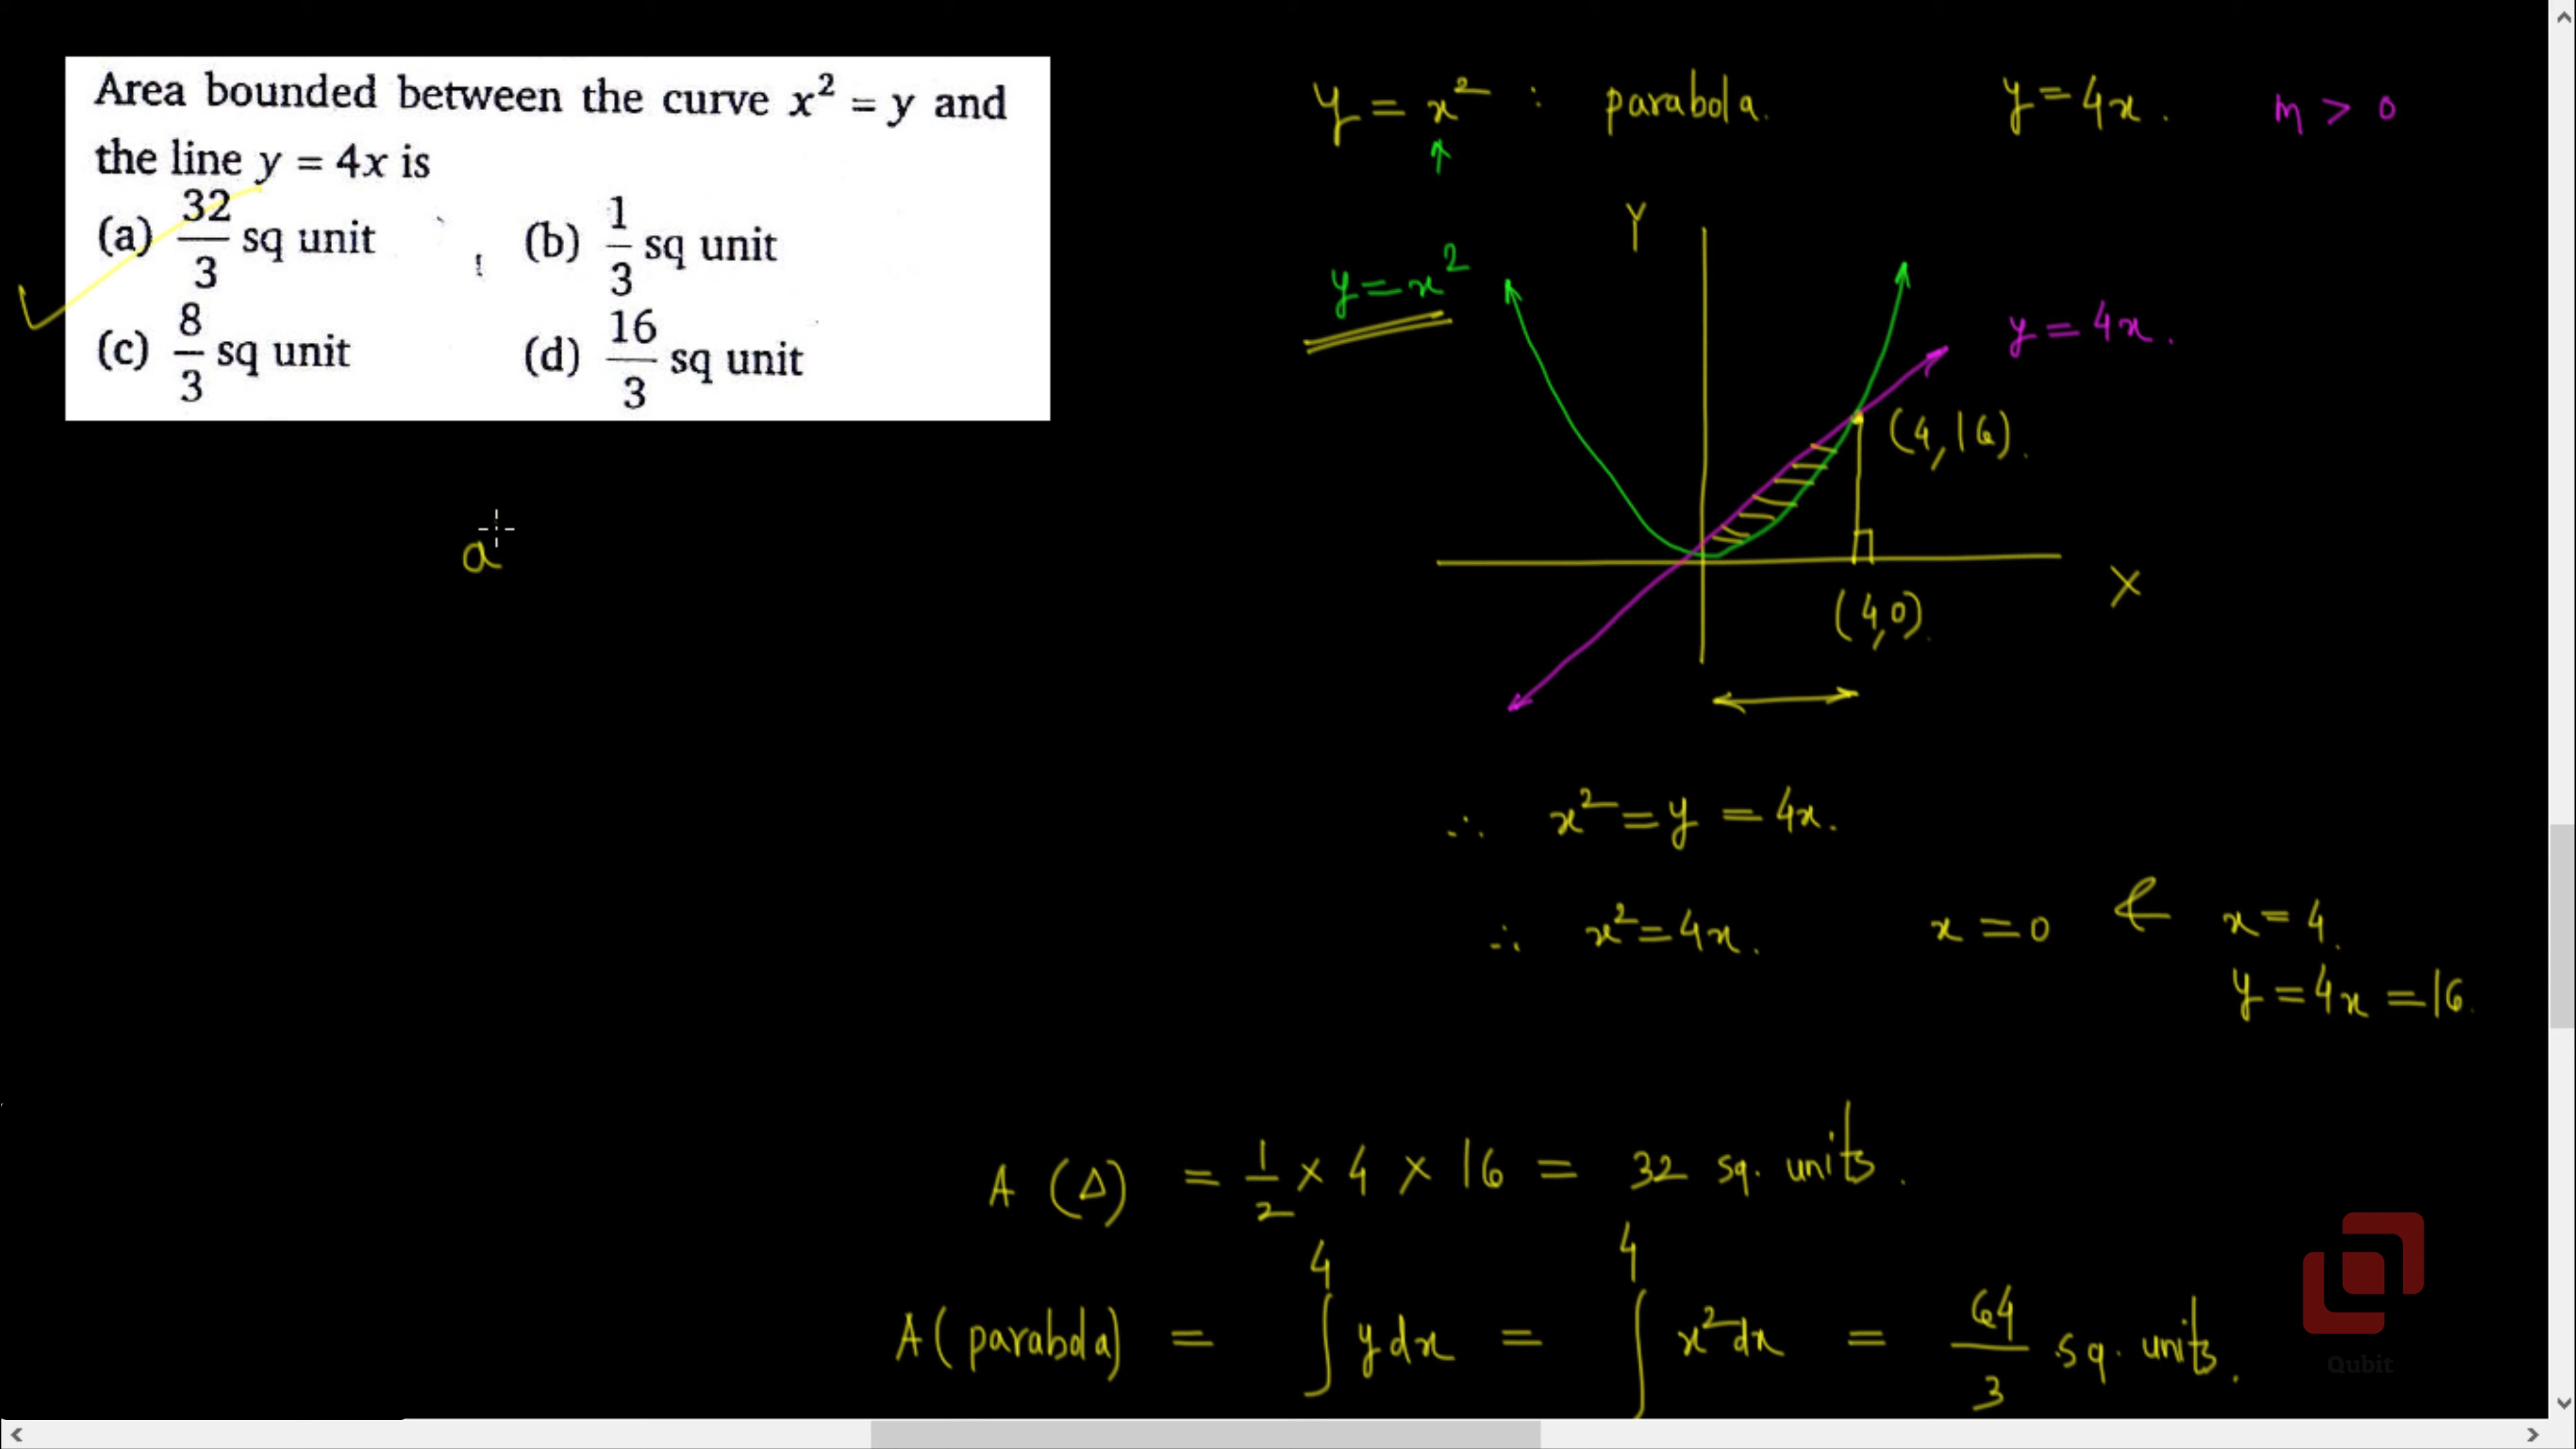 Area bounded between the curve x² = y and
the line y = 4x is
(a) 32/3 sq unit (b) 1/3 sq unit
(c) 8/3 sq unit (d) 16/3 sq unit
a
y = x² : parabola. y = 4x. m > 0
↑
Y
y = x²
y = 4x.
(4,16).
X
(4,0).
∴ x² = y = 4x.
∴ x² = 4x. x = 0 & x = 4.
y = 4x = 16.
A (Δ) = 1/2 × 4 × 16 = 32 sq. units.
A (parabola) = ∫⁴ y dx = ∫⁴ x² dx = 64/3 sq. units.
Qubit